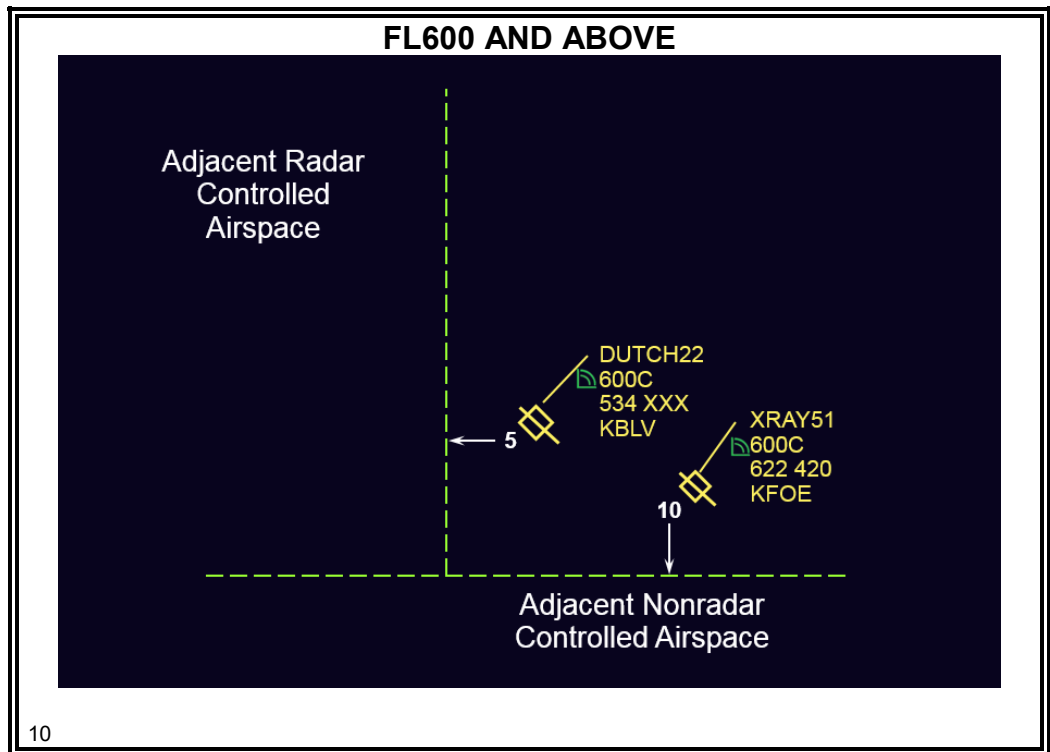 FL600 AND ABOVE
Adjacent Radar
Controlled
Airspace
DUTCH22
600C
534 XXX
KBLV
5
XRAY51
600C
622 420
KFOE
10
Adjacent Nonradar
Controlled Airspace
10